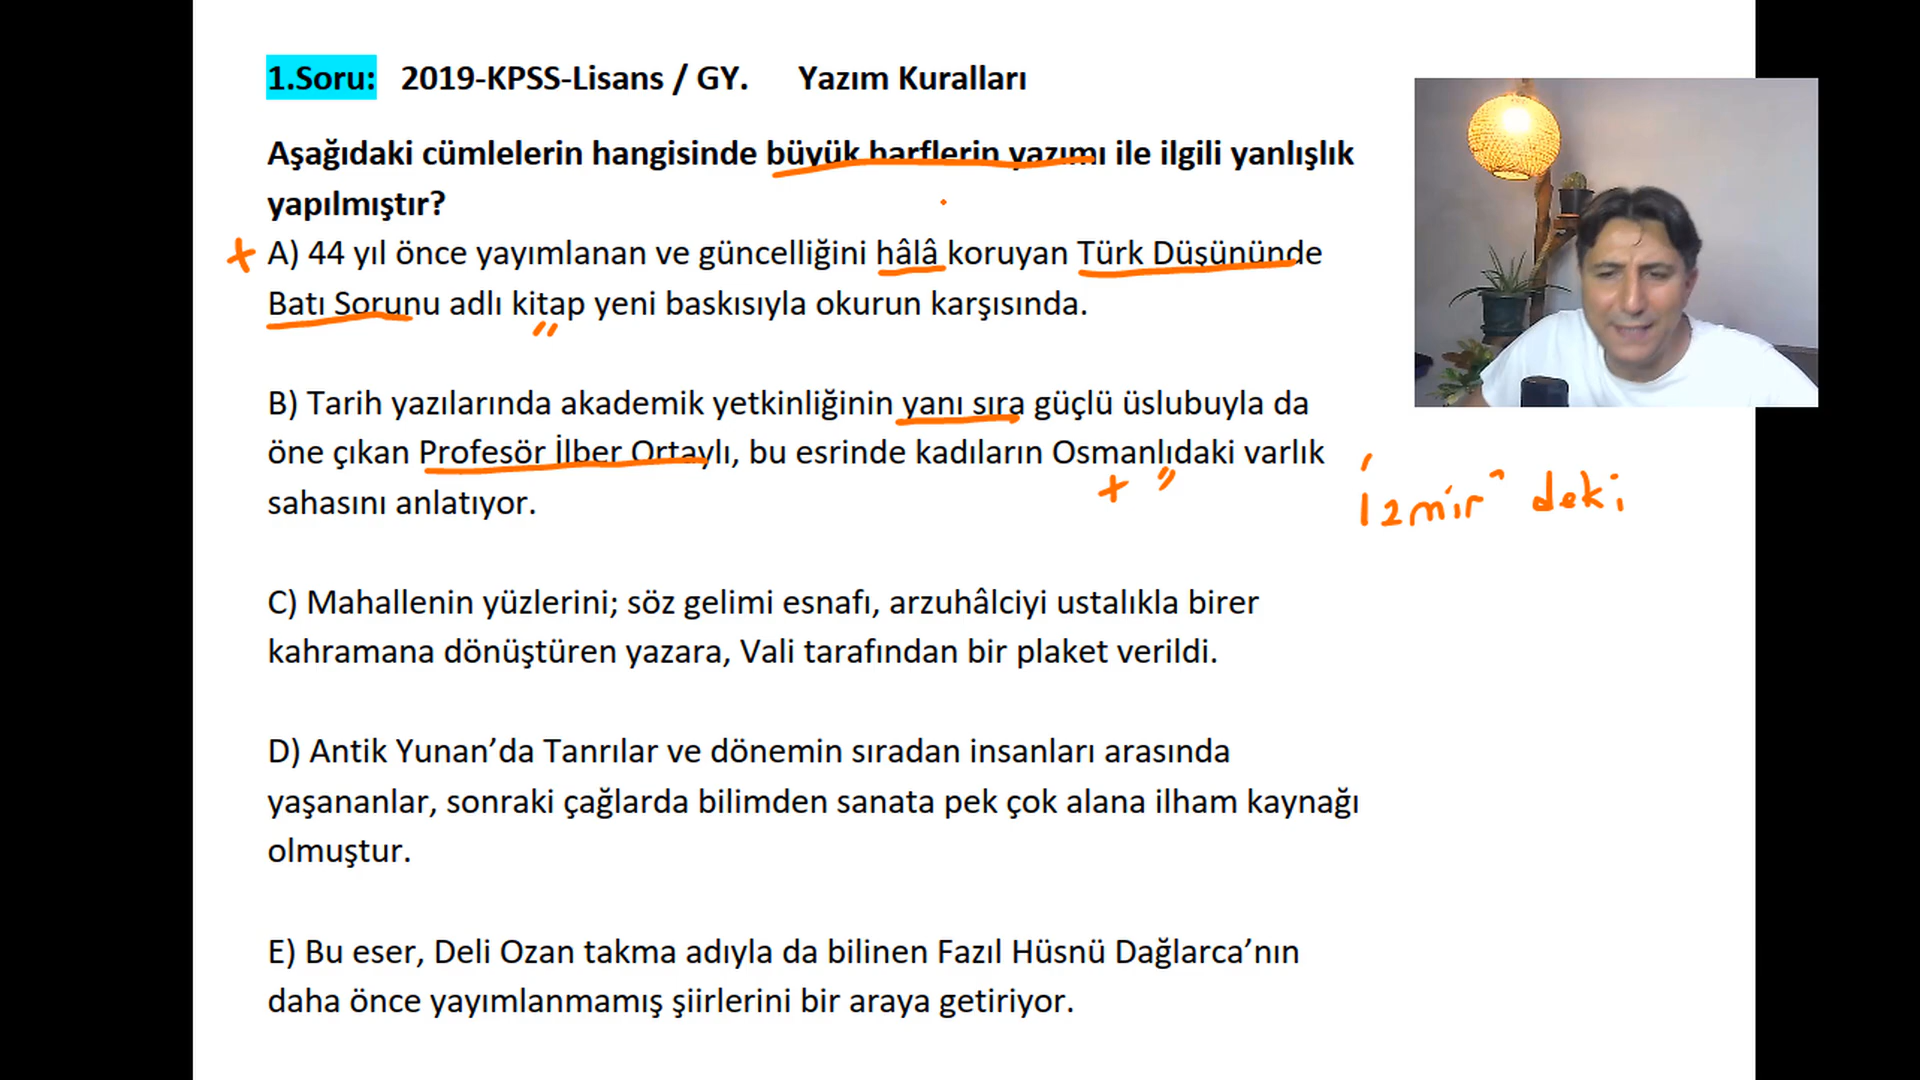 1.Soru: 2019-KPSS-Lisans / GY. Yazım Kuralları
Aşağıdaki cümlelerin hangisinde büyük harflerin yazımı ile ilgili yanlışlık
yapılmıştır?
A) 44 yıl önce yayımlanan ve güncelliğini hâlâ koruyan Türk Düşününde
Batı Sorunu adlı kitap yeni baskısıyla okurun karşısında.
B) Tarih yazılarında akademik yetkinliğinin yanı sıra güçlü üslubuyla da
öne çıkan Profesör İlber Ortaylı, bu esrinde kadıların Osmanlıdaki varlık
sahasını anlatıyor.
İzmir' deki
C) Mahallenin yüzlerini; söz gelimi esnafı, arzuhâlciyi ustalıkla birer
kahramana dönüştüren yazara, Vali tarafından bir plaket verildi.
D) Antik Yunan’da Tanrılar ve dönemin sıradan insanları arasında
yaşananlar, sonraki çağlarda bilimden sanata pek çok alana ilham kaynağı
olmuştur.
E) Bu eser, Deli Ozan takma adıyla da bilinen Fazıl Hüsnü Dağlarca’nın
daha önce yayımlanmamış şiirlerini bir araya getiriyor.